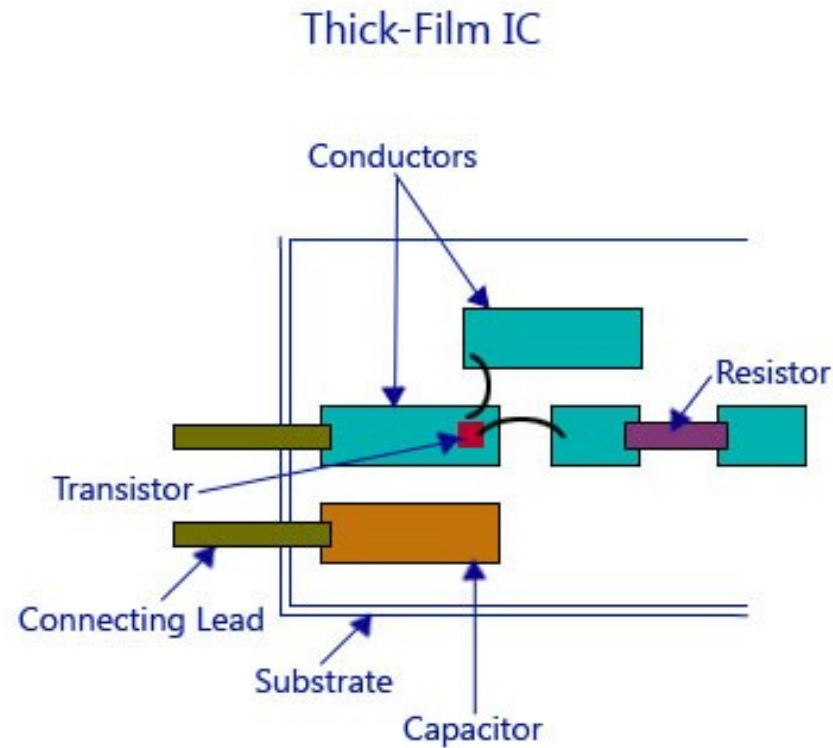 Thick-Film IC
Conductors
Resistor
Transistor
Connecting Lead
Substrate
Capacitor